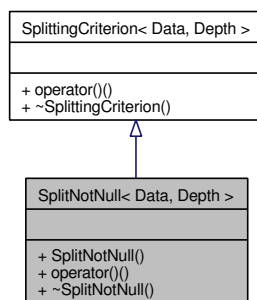 SplittingCriterion< Data, Depth >
+ operator()()
+ ~SplittingCriterion()
SplitNotNull< Data, Depth >
+ SplitNotNull()
+ operator()()
+ ~SplitNotNull()